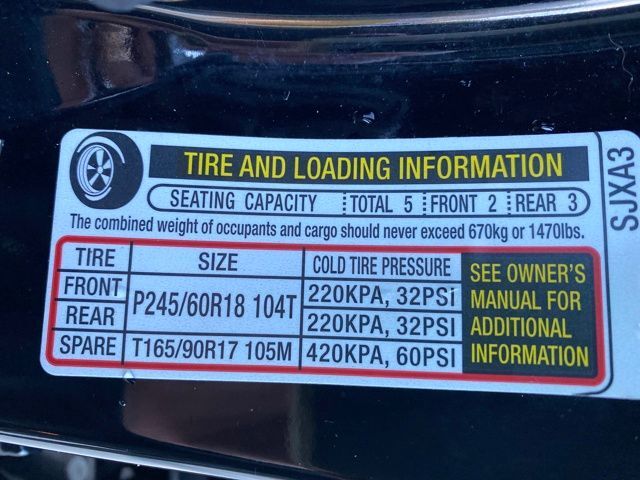 TIRE AND LOADING INFORMATION
SEATING CAPACITY TOTAL 5 FRONT 2 REAR 3
The combined weight of occupants and cargo should never exceed 670kg or 1470lbs.
TIRE SIZE COLD TIRE PRESSURE
FRONT P245/60R18 104T 220KPA, 32PSI
REAR 220KPA, 32PSI
SPARE T165/90R17 105M 420KPA, 60PSI
SEE OWNER'S
MANUAL FOR
ADDITIONAL
INFORMATION
SJXA3